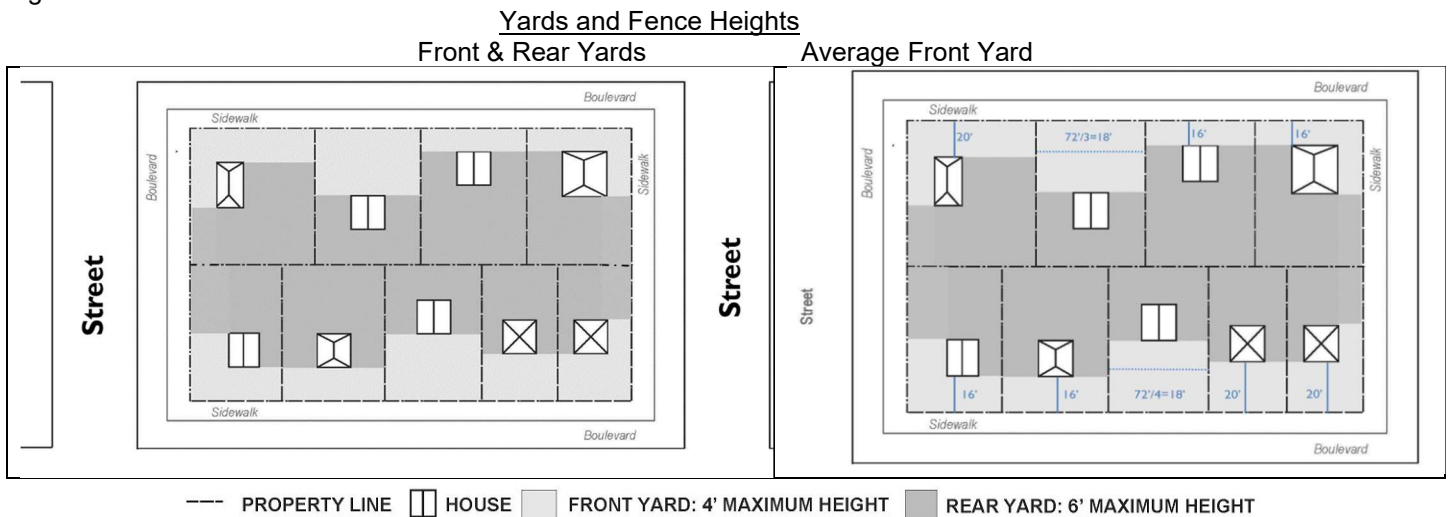 Yards and Fence Heights
Front & Rear Yards
Average Front Yard
Boulevard
Sidewalk
Boulevard
Sidewalk
Street
Sidewalk
Boulevard
Street
Boulevard
Sidewalk
20'
72'/3=18'
16'
16'
Boulevard
Sidewalk
Street
16'
16'
72'/4=18'
20'
20'
Sidewalk
Boulevard
PROPERTY LINE HOUSE FRONT YARD: 4' MAXIMUM HEIGHT REAR YARD: 6' MAXIMUM HEIGHT